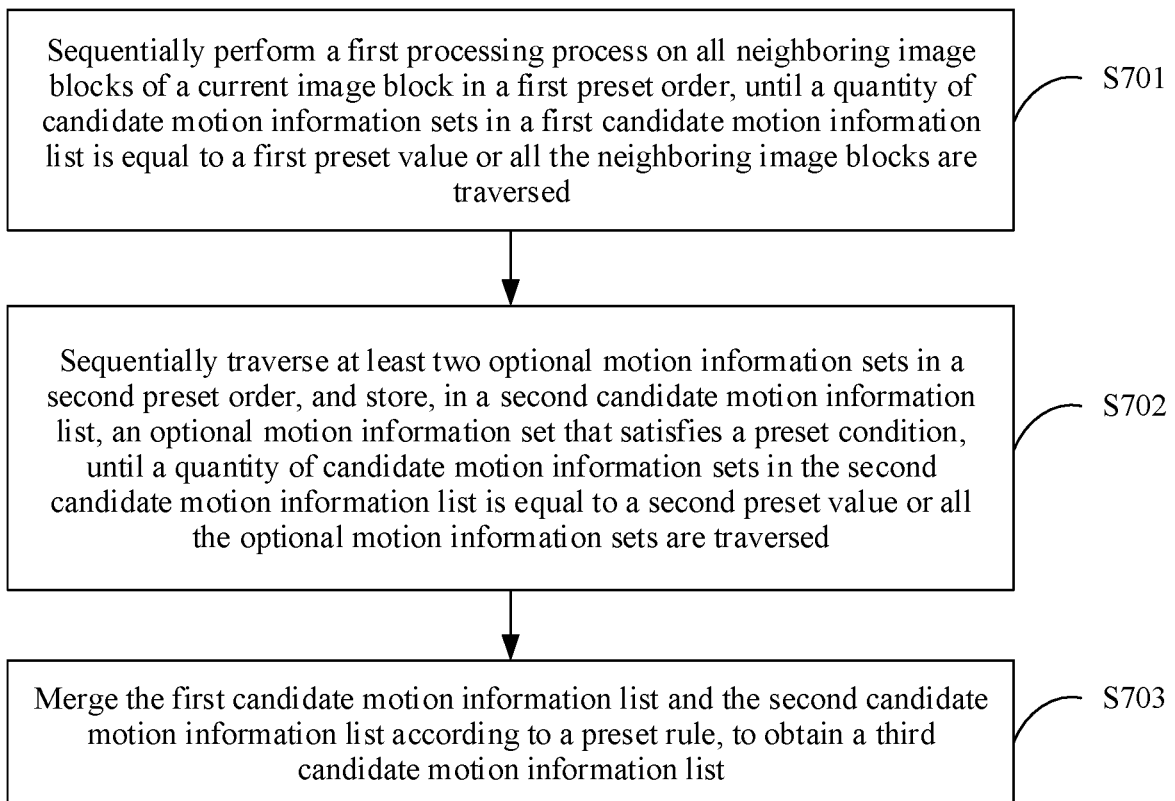 Sequentially perform a first processing process on all neighboring image
blocks of a current image block in a first preset order, until a quantity of
candidate motion information sets in a first candidate motion information
list is equal to a first preset value or all the neighboring image blocks are
traversed
S701
Sequentially traverse at least two optional motion information sets in a
second preset order, and store, in a second candidate motion information
list, an optional motion information set that satisfies a preset condition,
until a quantity of candidate motion information sets in the second
candidate motion information list is equal to a second preset value or all
the optional motion information sets are traversed
S702
Merge the first candidate motion information list and the second candidate
motion information list according to a preset rule, to obtain a third
candidate motion information list
S703